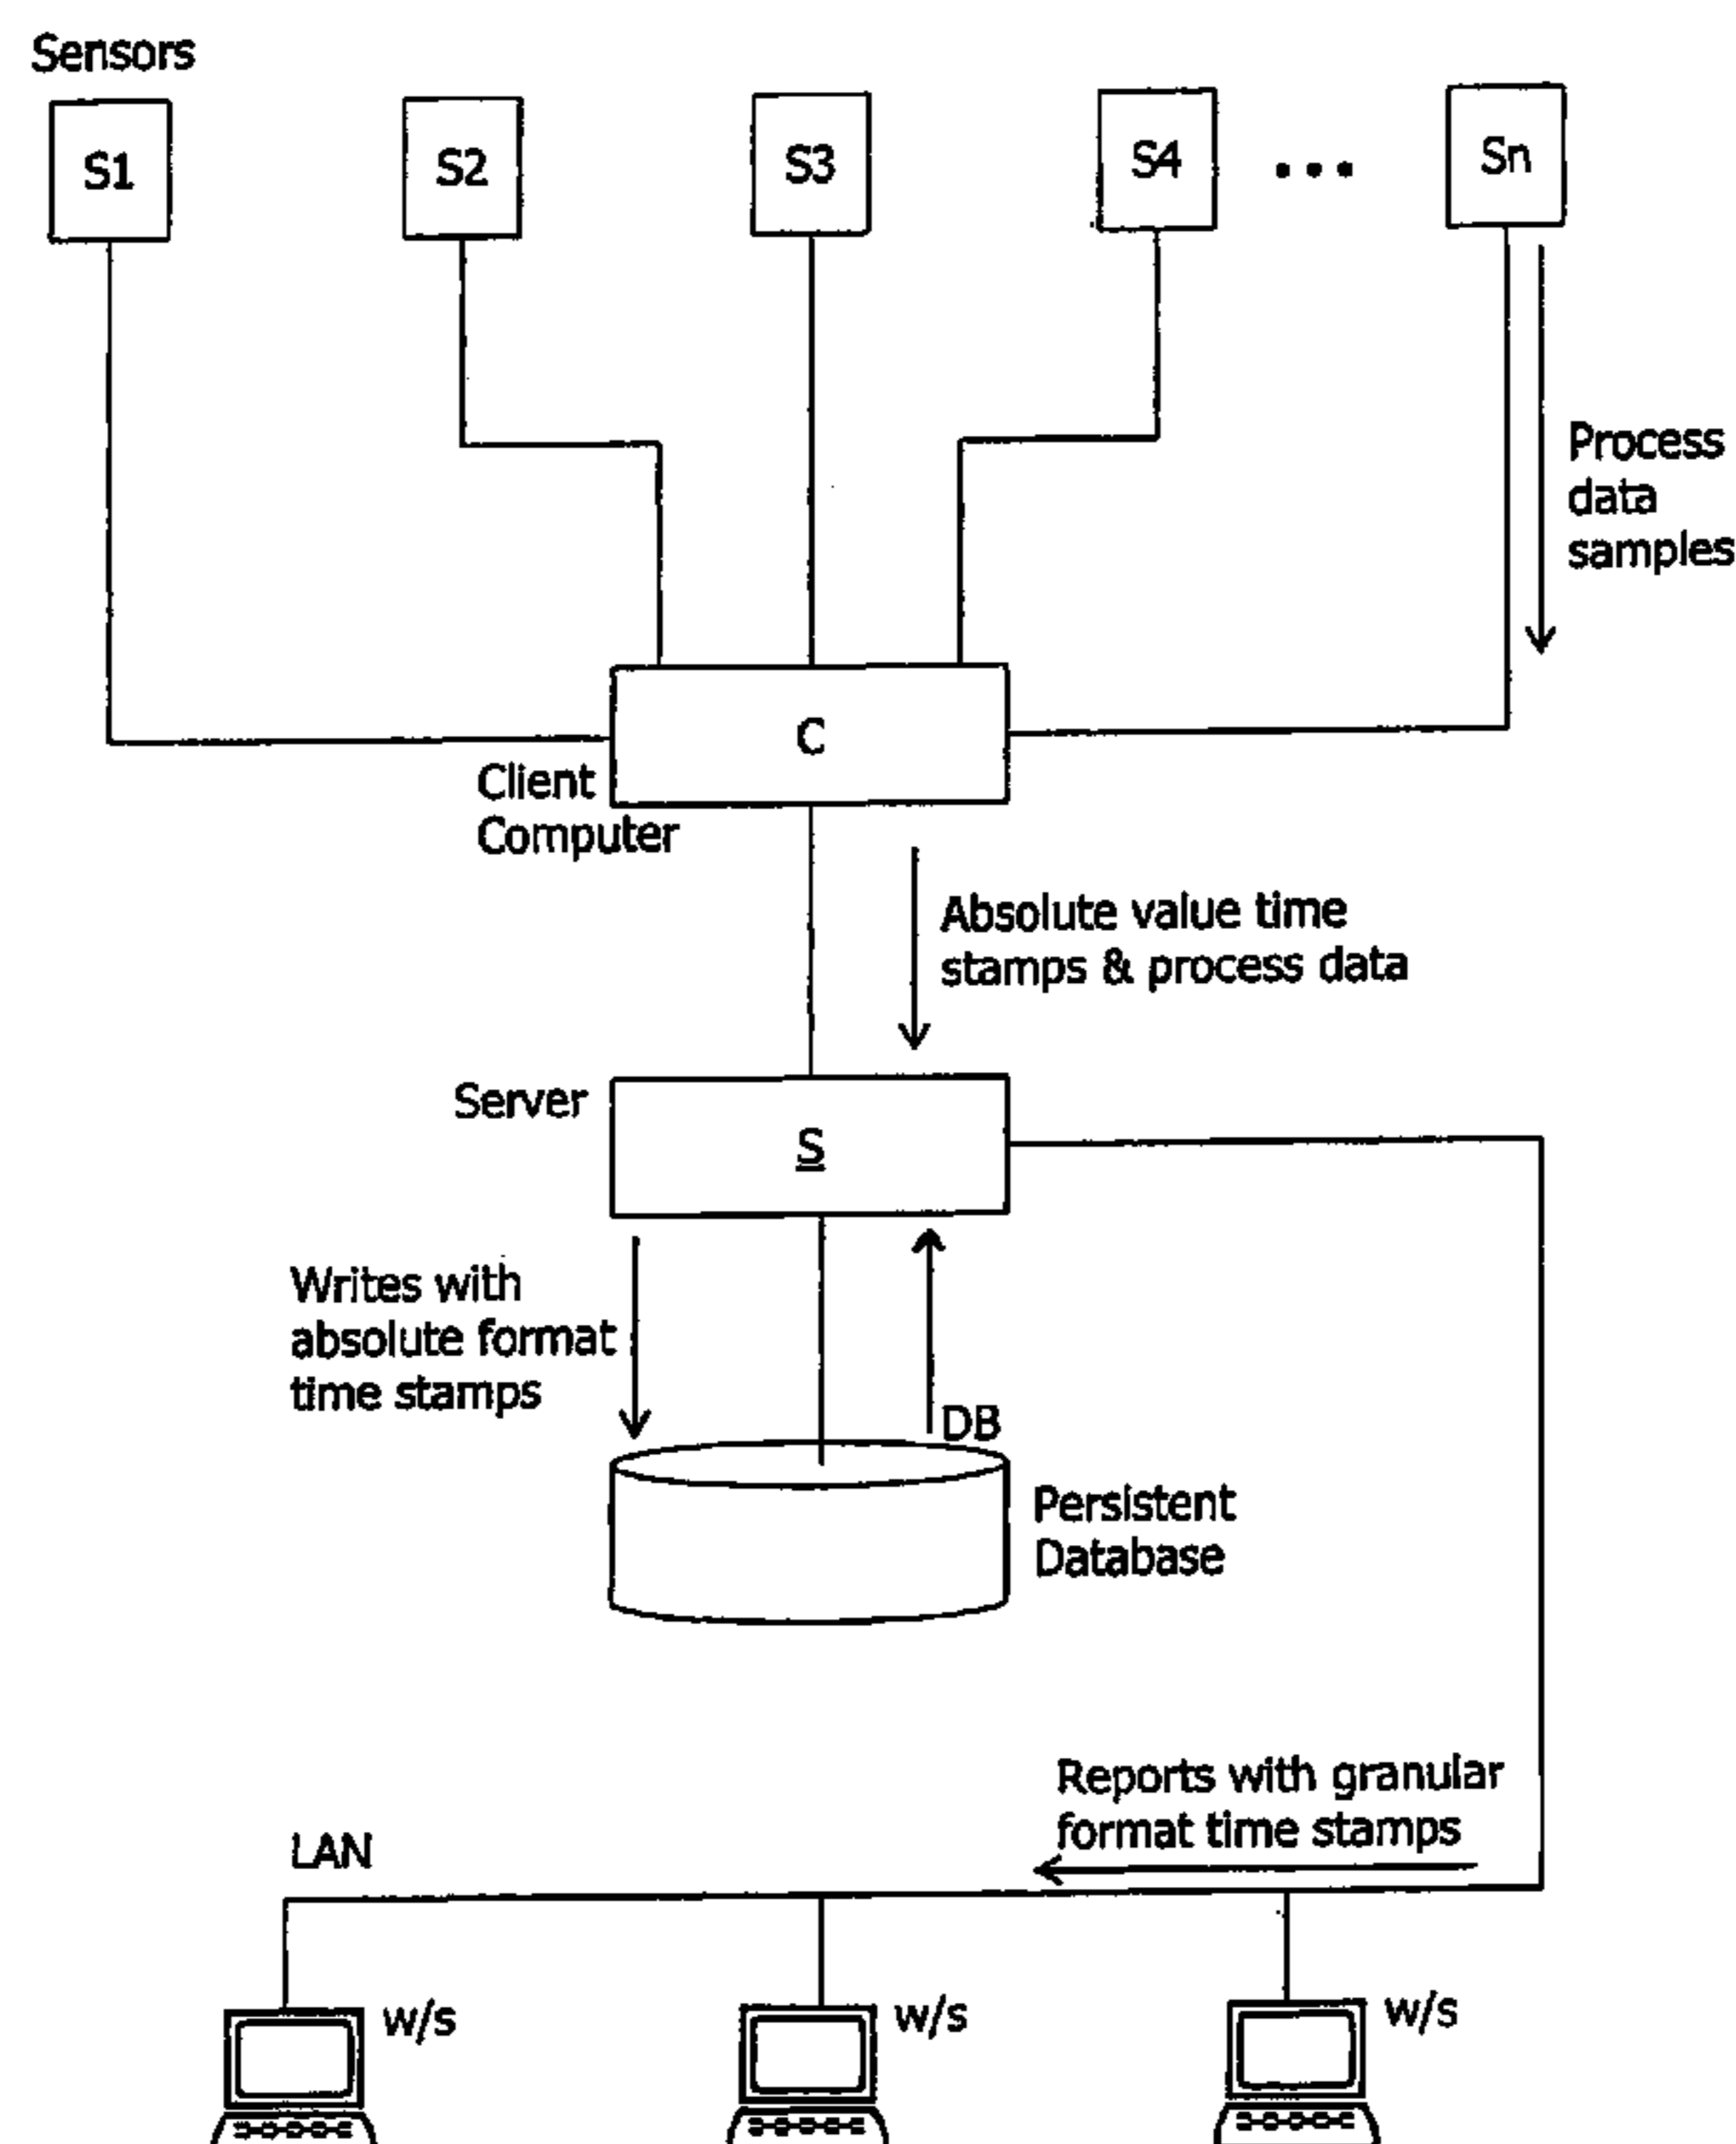 Sensors
S1
S2
S3
S4
...
Sn
Process
data
samples
C
Client
Computer
Absolute value time
stamps & process data
Server
S
Writes with
absolute format
time stamps
DB
Persistent
Database
Reports with granular
format time stamps
LAN
w/s
w/s
w/s